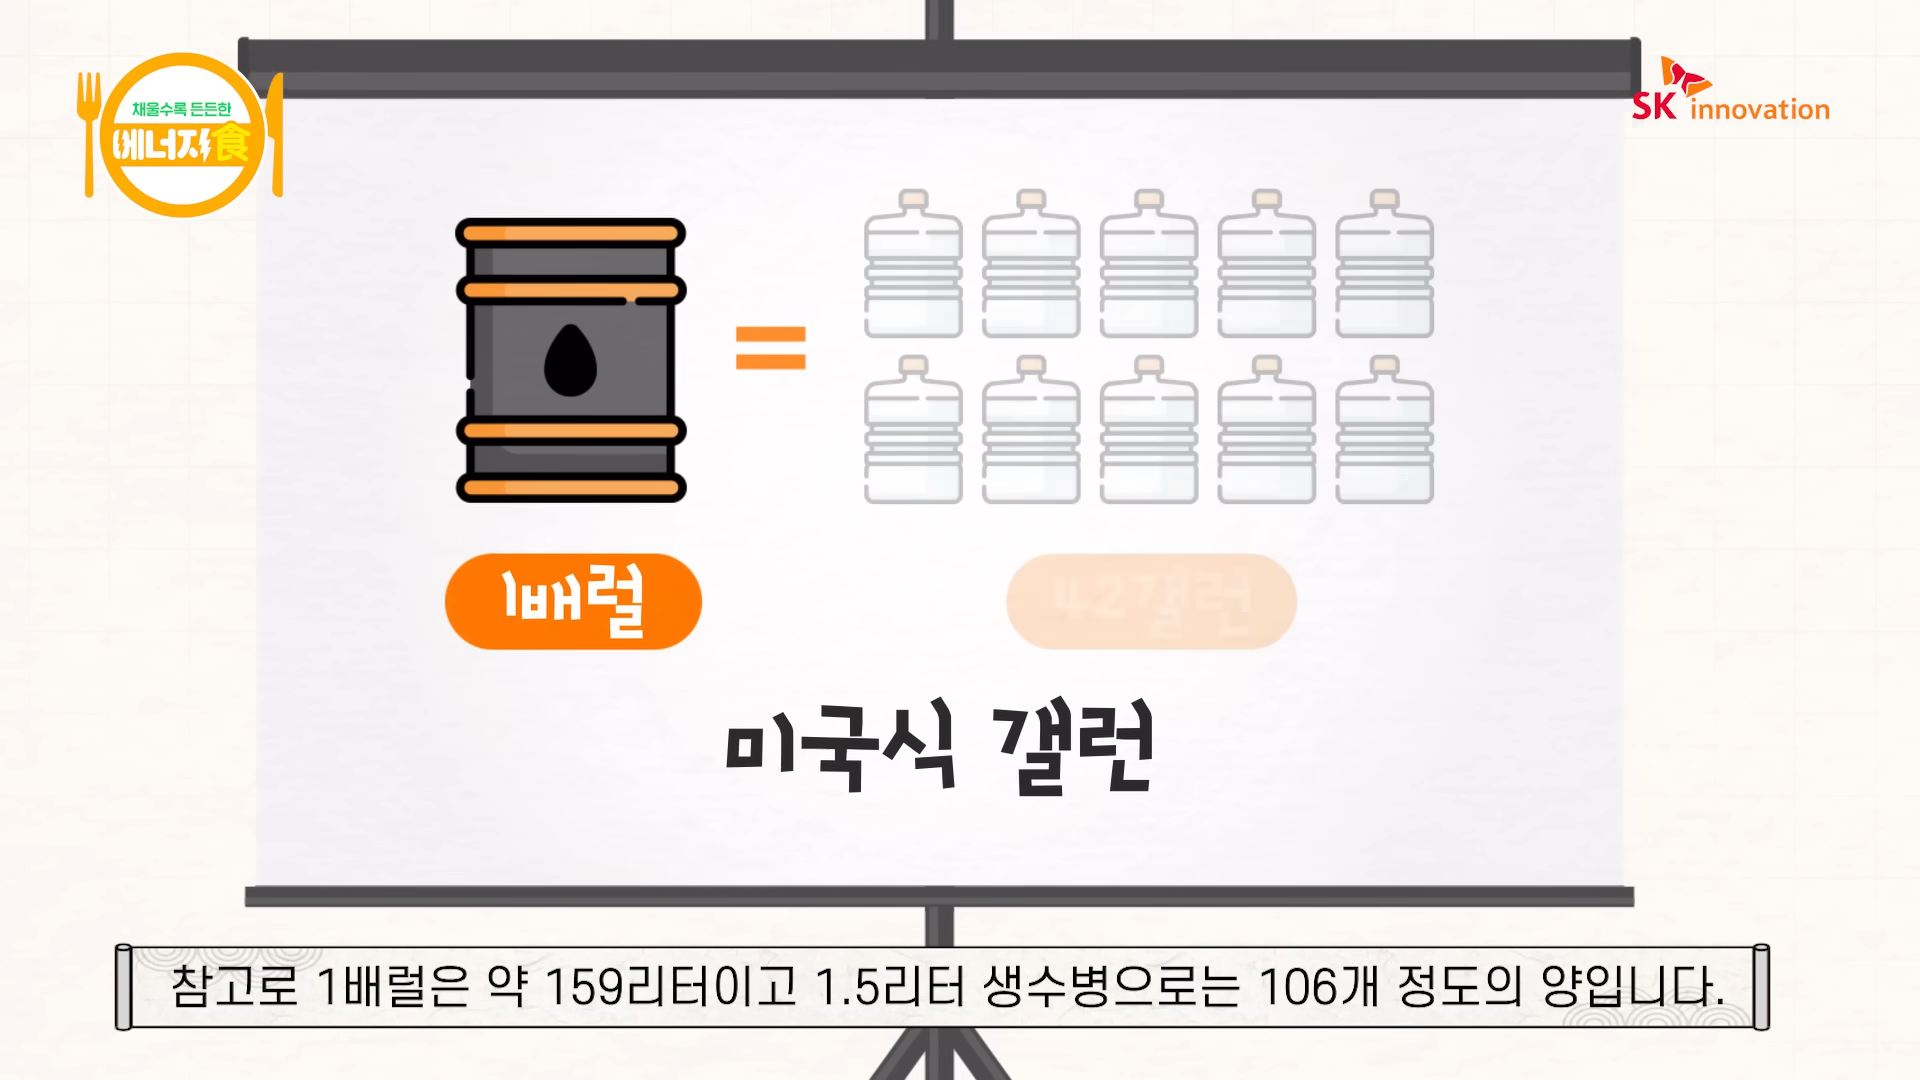 채울수록 든든한
에너지食
SK innovation
1배럴
42갤런
미국식 갤런
참고로 1배럴은 약 159리터이고 1.5리터 생수병으로는 106개 정도의 양입니다.